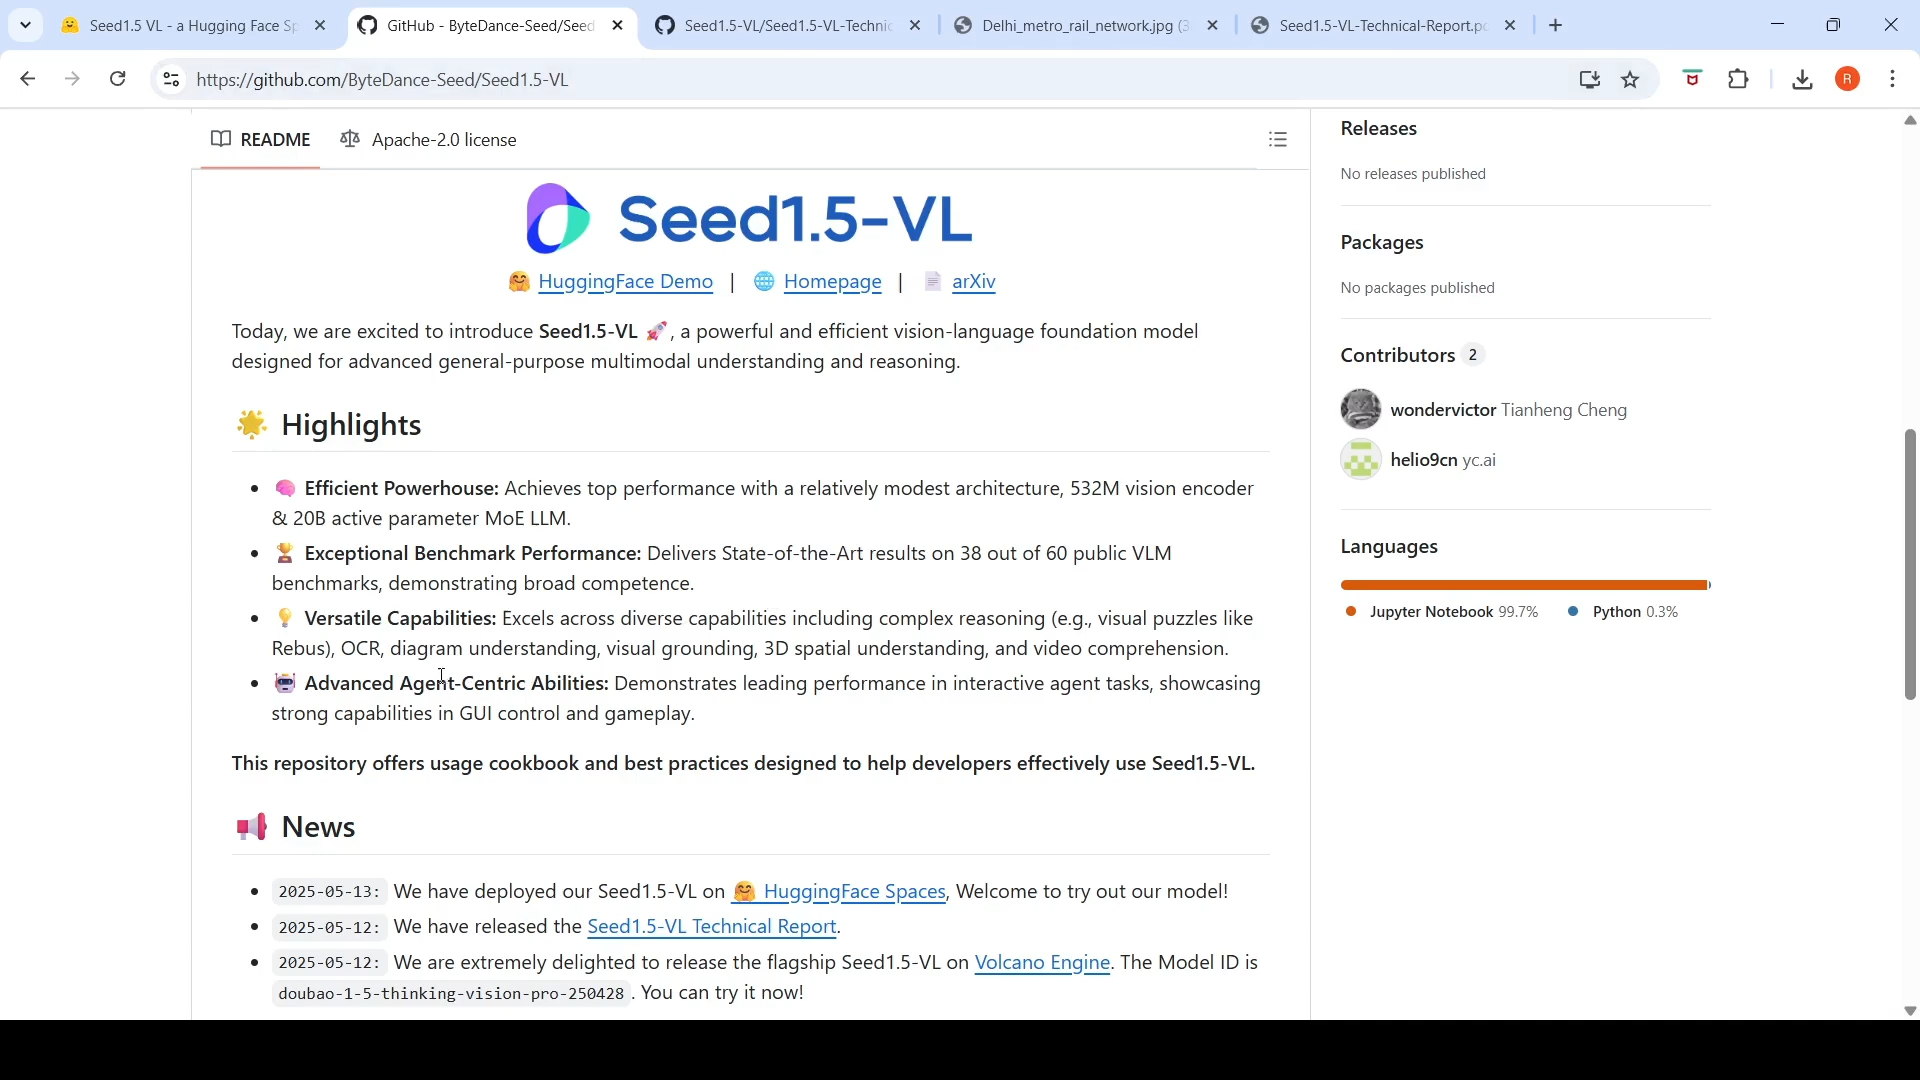 Seed1.5 VL - a Hugging Face Sp
GitHub - ByteDance-Seed/Seed
Seed1.5-VL/Seed1.5-VL-Technic
Delhi_metro_rail_network.jpg (3
Seed1.5-VL-Technical-Report.pd
https://github.com/ByteDance-Seed/Seed1.5-VL
R
README
Apache-2.0 license
Seed1.5-VL
🤗 HuggingFace Demo | 🌐 Homepage | 📄 arXiv
Today, we are excited to introduce Seed1.5-VL 🚀, a powerful and efficient vision-language foundation model
designed for advanced general-purpose multimodal understanding and reasoning.
🌟 Highlights
• 🧠 Efficient Powerhouse: Achieves top performance with a relatively modest architecture, 532M vision encoder
& 20B active parameter MoE LLM.
• 🏆 Exceptional Benchmark Performance: Delivers State-of-the-Art results on 38 out of 60 public VLM
benchmarks, demonstrating broad competence.
• 💡 Versatile Capabilities: Excels across diverse capabilities including complex reasoning (e.g., visual puzzles like
Rebus), OCR, diagram understanding, visual grounding, 3D spatial understanding, and video comprehension.
• 🤖 Advanced Agent-Centric Abilities: Demonstrates leading performance in interactive agent tasks, showcasing
strong capabilities in GUI control and gameplay.
This repository offers usage cookbook and best practices designed to help developers effectively use Seed1.5-VL.
📢 News
• 2025-05-13: We have deployed our Seed1.5-VL on 🤗 HuggingFace Spaces, Welcome to try out our model!
• 2025-05-12: We have released the Seed1.5-VL Technical Report.
• 2025-05-12: We are extremely delighted to release the flagship Seed1.5-VL on Volcano Engine. The Model ID is
doubao-1-5-thinking-vision-pro-250428 . You can try it now!
Releases
No releases published
Packages
No packages published
Contributors 2
wondervictor Tianheng Cheng
helio9cn yc.ai
Languages
Jupyter Notebook 99.7%
Python 0.3%